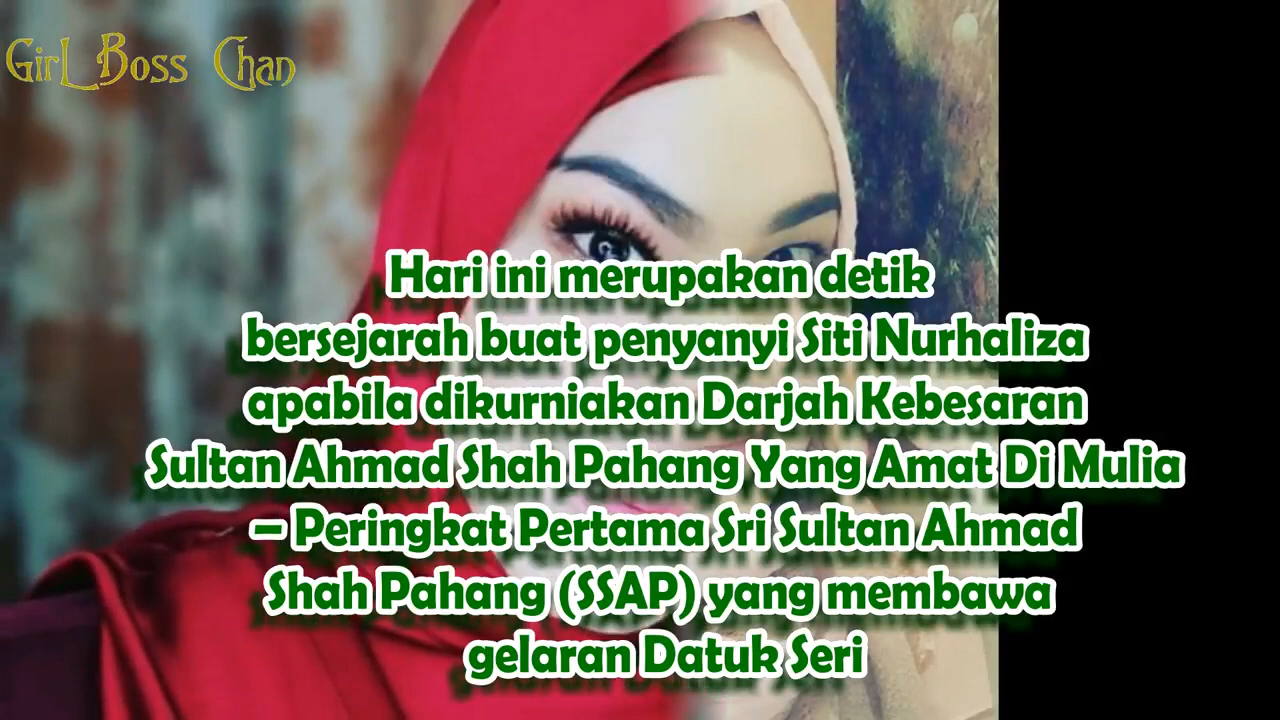 GirL Boss Chan
Hari ini merupakan detik
bersejarah buat penyanyi Siti Nurhaliza
apabila dikurniakan Darjah Kebesaran
Sultan Ahmad Shah Pahang Yang Amat Di Mulia
– Peringkat Pertama Sri Sultan Ahmad
Shah Pahang (SSAP) yang membawa
gelaran Datuk Seri